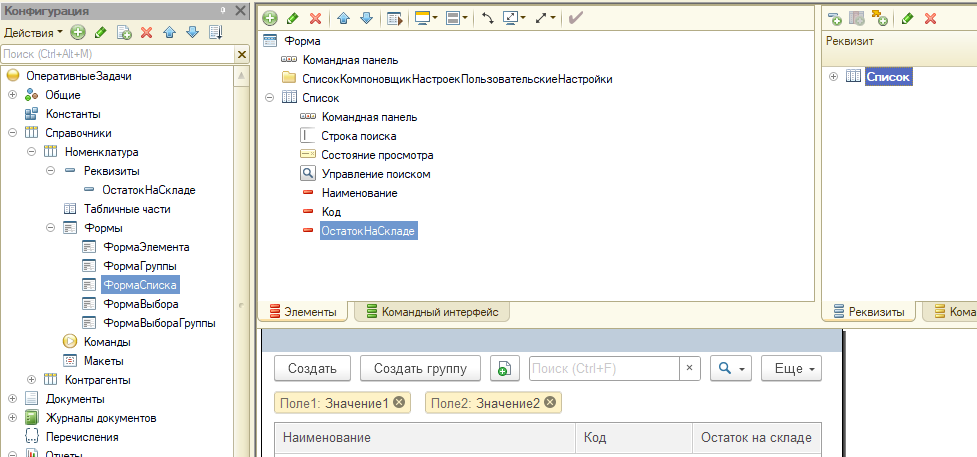 Конфигурация
Действия
Поиск (Ctrl+Alt+M)
ОперативныеЗадачи
Общие
Константы
Справочники
Номенклатура
Реквизиты
ОстатокНаСкладе
Табличные части
Формы
ФормаЭлемента
ФормаГруппы
ФормаСписка
ФормаВыбора
ФормаВыбораГруппы
Команды
Макеты
Контрагенты
Документы
Журналы документов
Перечисления
Отчеты
Форма
Командная панель
СписокКомпоновщикНастроекПользовательскиеНастройки
Список
Командная панель
Строка поиска
Состояние просмотра
Управление поиском
Наименование
Код
ОстатокНаСкладе
Элементы
Командный интерфейс
Реквизит
Список
Реквизиты
Кома
Создать
Создать группу
Поиск (Ctrl+F)
Еще
Поле1: Значение1
Поле2: Значение2
Наименование
Код
Остаток на складе